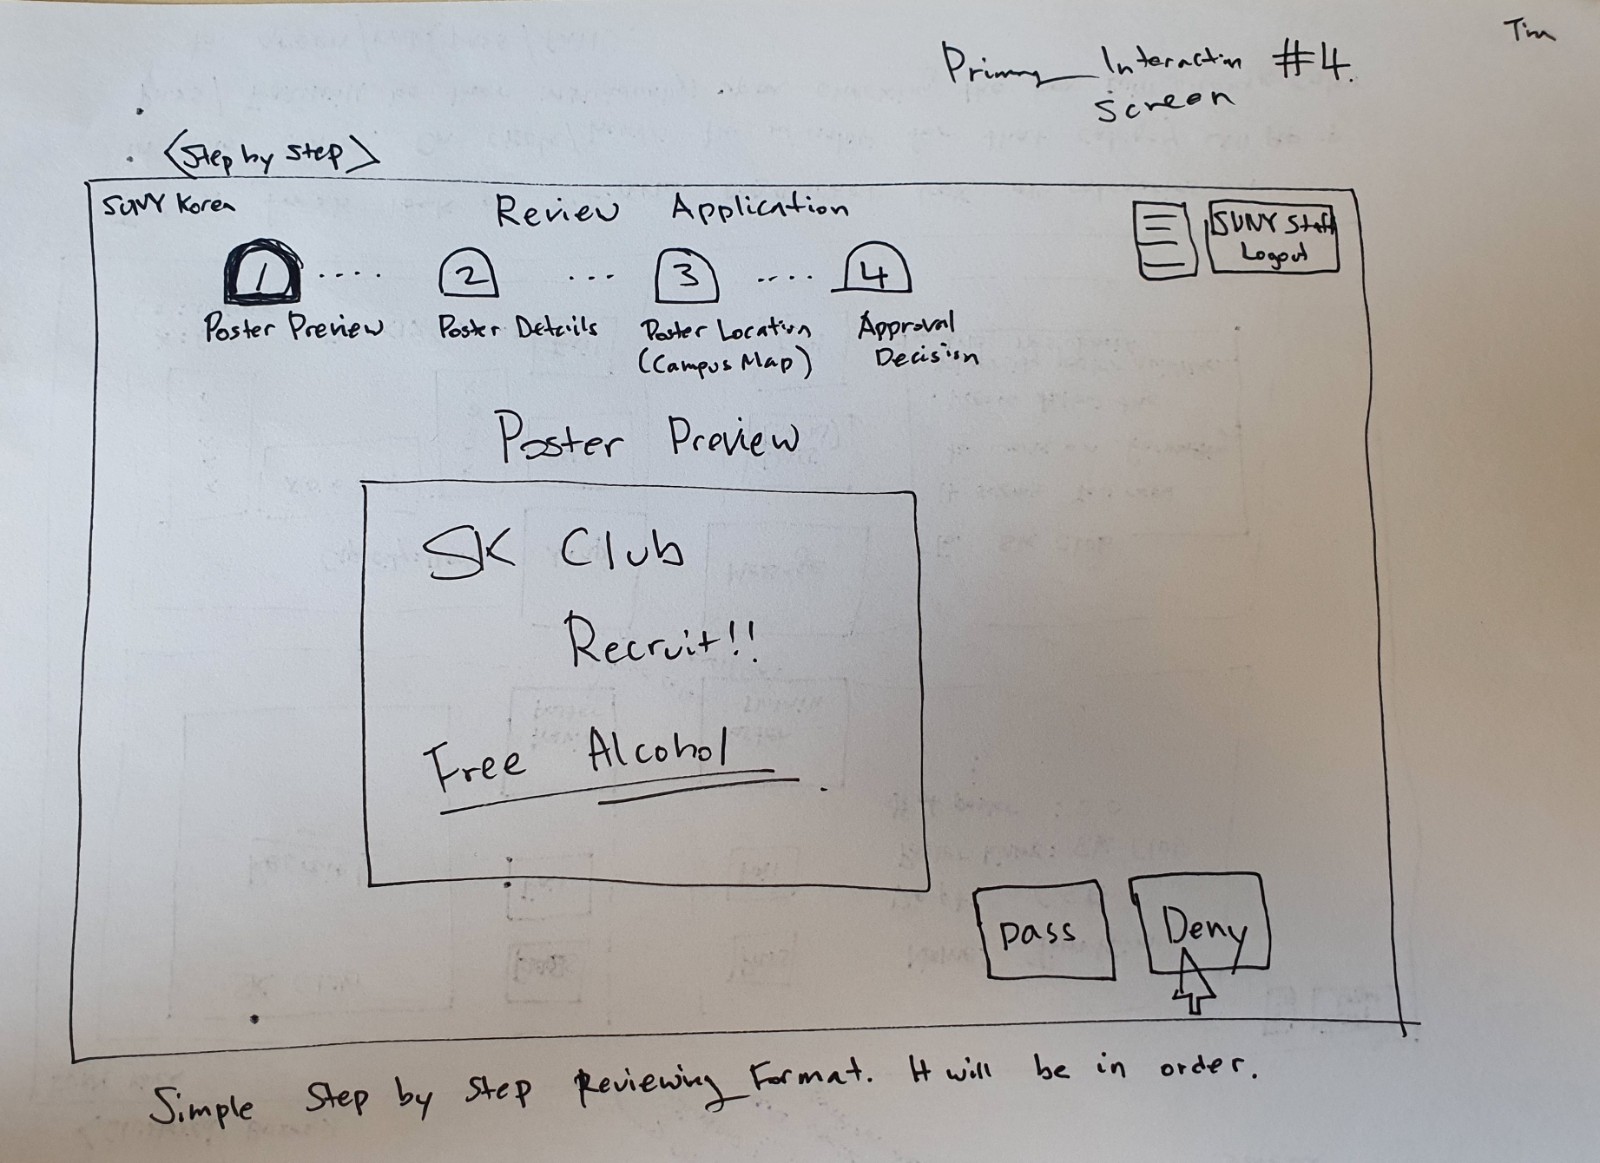 Tim
Primary Interaction #4.
Screen
<Step by step>
SUNY Korea
Review Application
SUNY Staff
Logout
1 .... 2 ... 3 .... 4
Poster Preview
Poster Details
Poster Location
(Campus Map)
Approval
Decision
Poster Preview
SK Club
Recruit!!
Free Alcohol
pass
Deny
Simple Step by Step Reviewing Format. It will be in order.